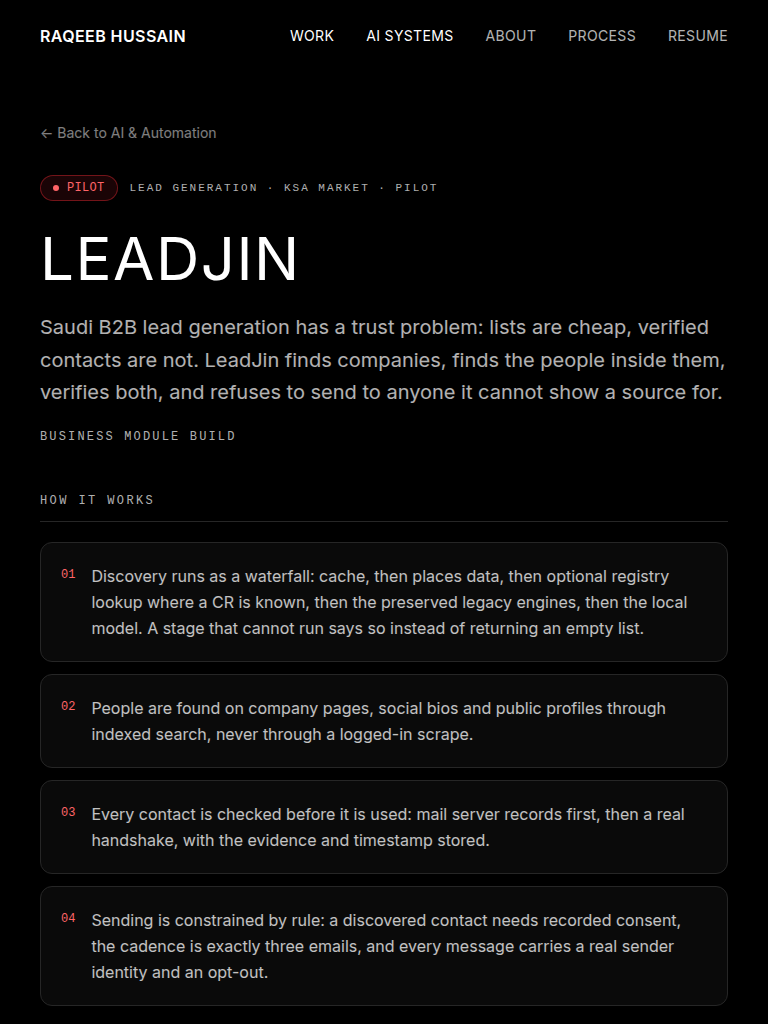 RAQEEB HUSSAIN
WORK
AI SYSTEMS
ABOUT
PROCESS
RESUME
← Back to AI & Automation
PILOT
LEAD GENERATION · KSA MARKET · PILOT
LEADJIN
Saudi B2B lead generation has a trust problem: lists are cheap, verified
contacts are not. LeadJin finds companies, finds the people inside them,
verifies both, and refuses to send to anyone it cannot show a source for.
BUSINESS MODULE BUILD
HOW IT WORKS
01
Discovery runs as a waterfall: cache, then places data, then optional registry
lookup where a CR is known, then the preserved legacy engines, then the local
model. A stage that cannot run says so instead of returning an empty list.
02
People are found on company pages, social bios and public profiles through
indexed search, never through a logged-in scrape.
03
Every contact is checked before it is used: mail server records first, then a real
handshake, with the evidence and timestamp stored.
04
Sending is constrained by rule: a discovered contact needs recorded consent,
the cadence is exactly three emails, and every message carries a real sender
identity and an opt-out.